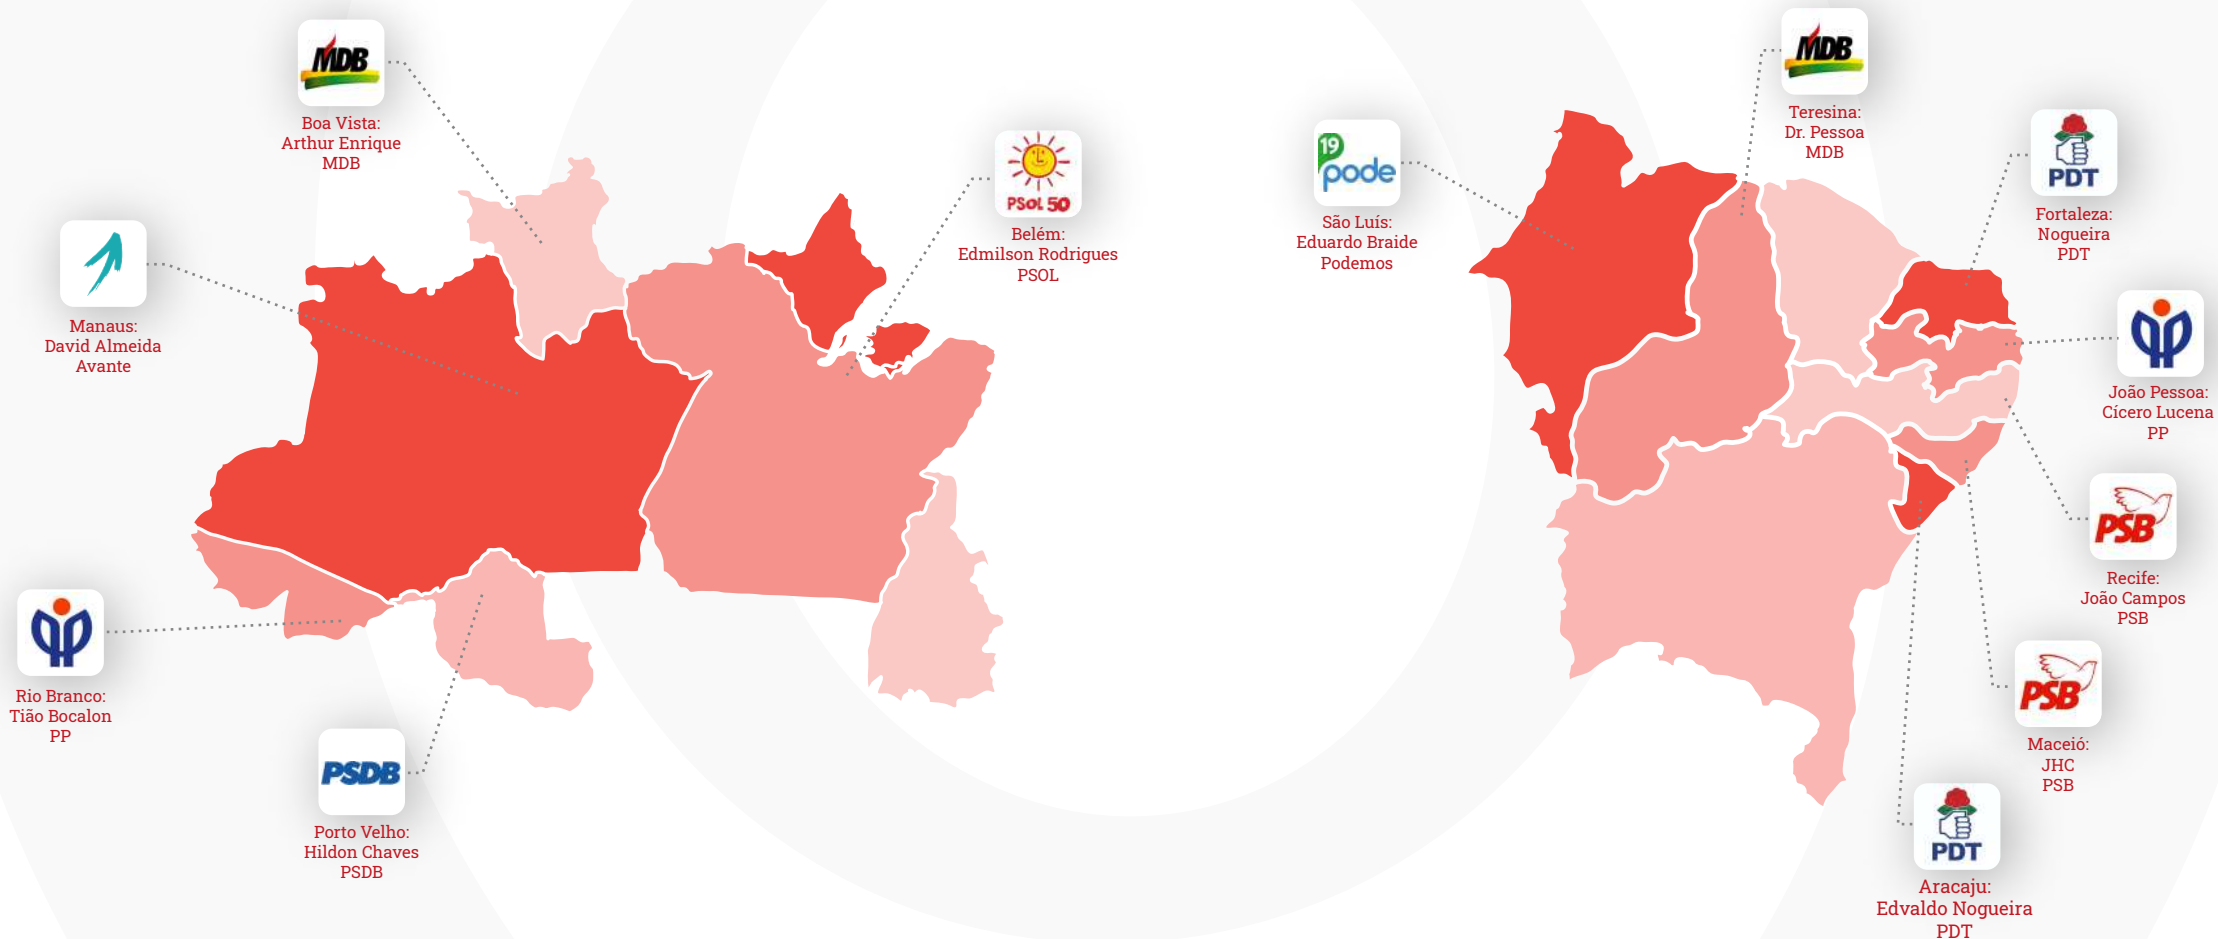 MDB
Boa Vista:
Arthur Enrique
MDB
Manaus:
David Almeida
Avante
PSOL 50
Belém:
Edmilson Rodrigues
PSOL
Rio Branco:
Tião Bocalon
PP
PSDB
Porto Velho:
Hildon Chaves
PSDB
19
pode
São Luís:
Eduardo Braide
Podemos
MDB
Teresina:
Dr. Pessoa
MDB
PDT
Fortaleza:
Nogueira
PDT
João Pessoa:
Cícero Lucena
PP
PSB
Recife:
João Campos
PSB
PSB
Maceió:
JHC
PSB
PDT
Aracaju:
Edvaldo Nogueira
PDT